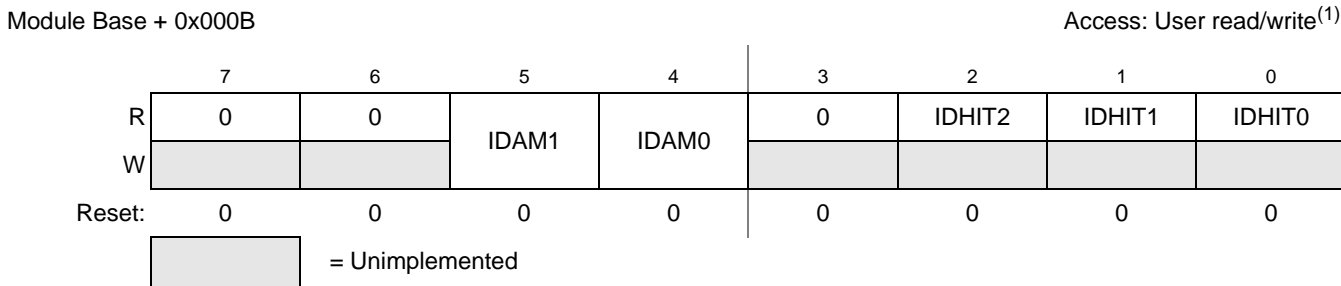 Module Base + 0x000B Access: User read/write(1)
7 6 5 4 3 2 1 0
R 0 0 IDAM1 IDAM0 0 IDHIT2 IDHIT1 IDHIT0
W
Reset: 0 0 0 0 0 0 0 0
= Unimplemented